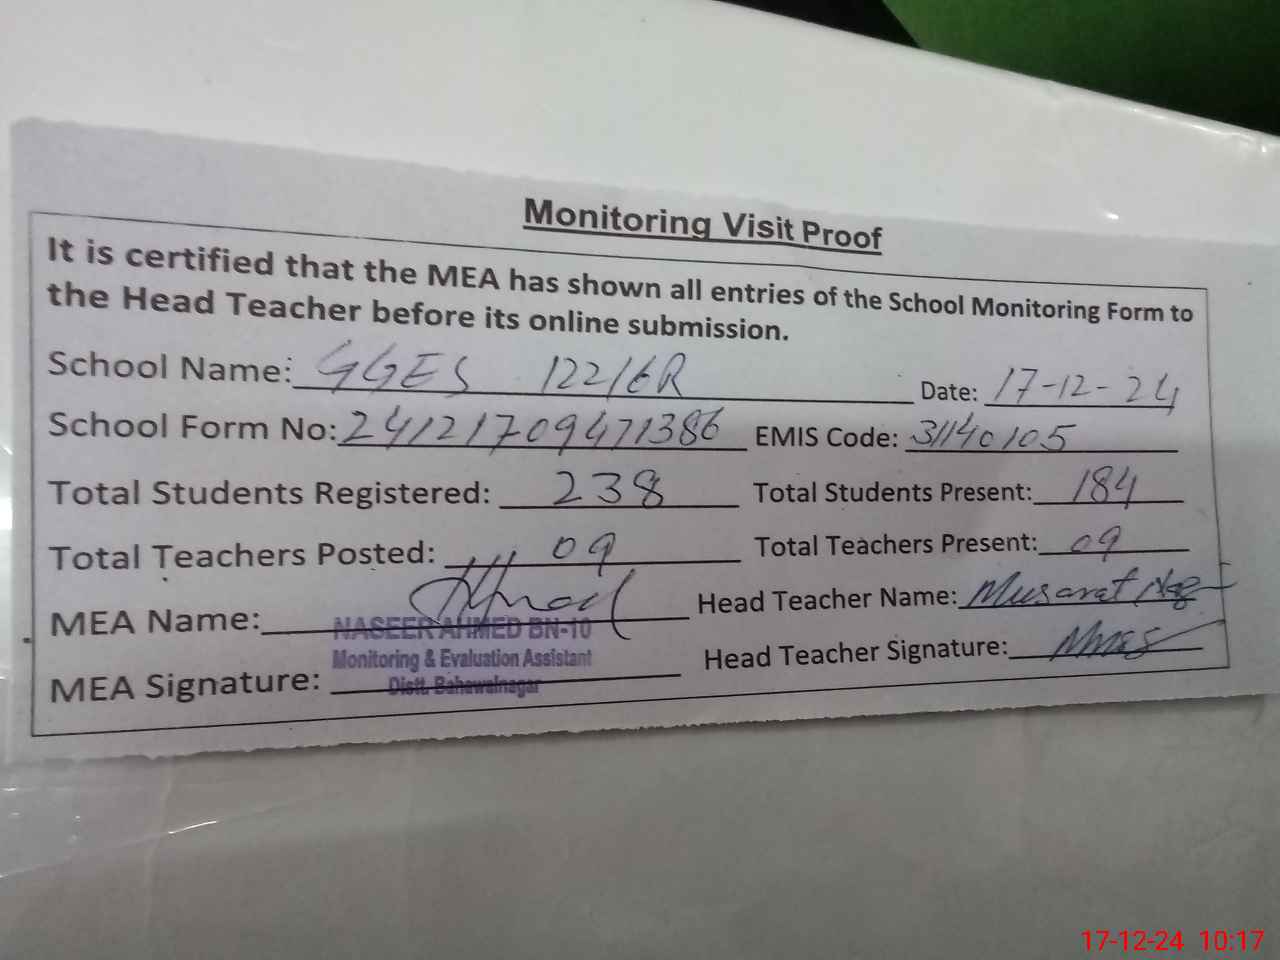 Monitoring Visit Proof
It is certified that the MEA has shown all entries of the School Monitoring Form to
the Head Teacher before its online submission.
School Name: GGES 122/6R Date: 17-12-24
School Form No: 24121709471386 EMIS Code: 31140105
Total Students Registered: 238 Total Students Present: 184
Total Teachers Posted: 09 Total Teachers Present: 09
MEA Name: Head Teacher Name: Musarat
NASEER AHMED BN-10
Monitoring & Evaluation Assistant
MEA Signature: Distt. Bahawalnagar Head Teacher Signature:
17-12-24 10:17